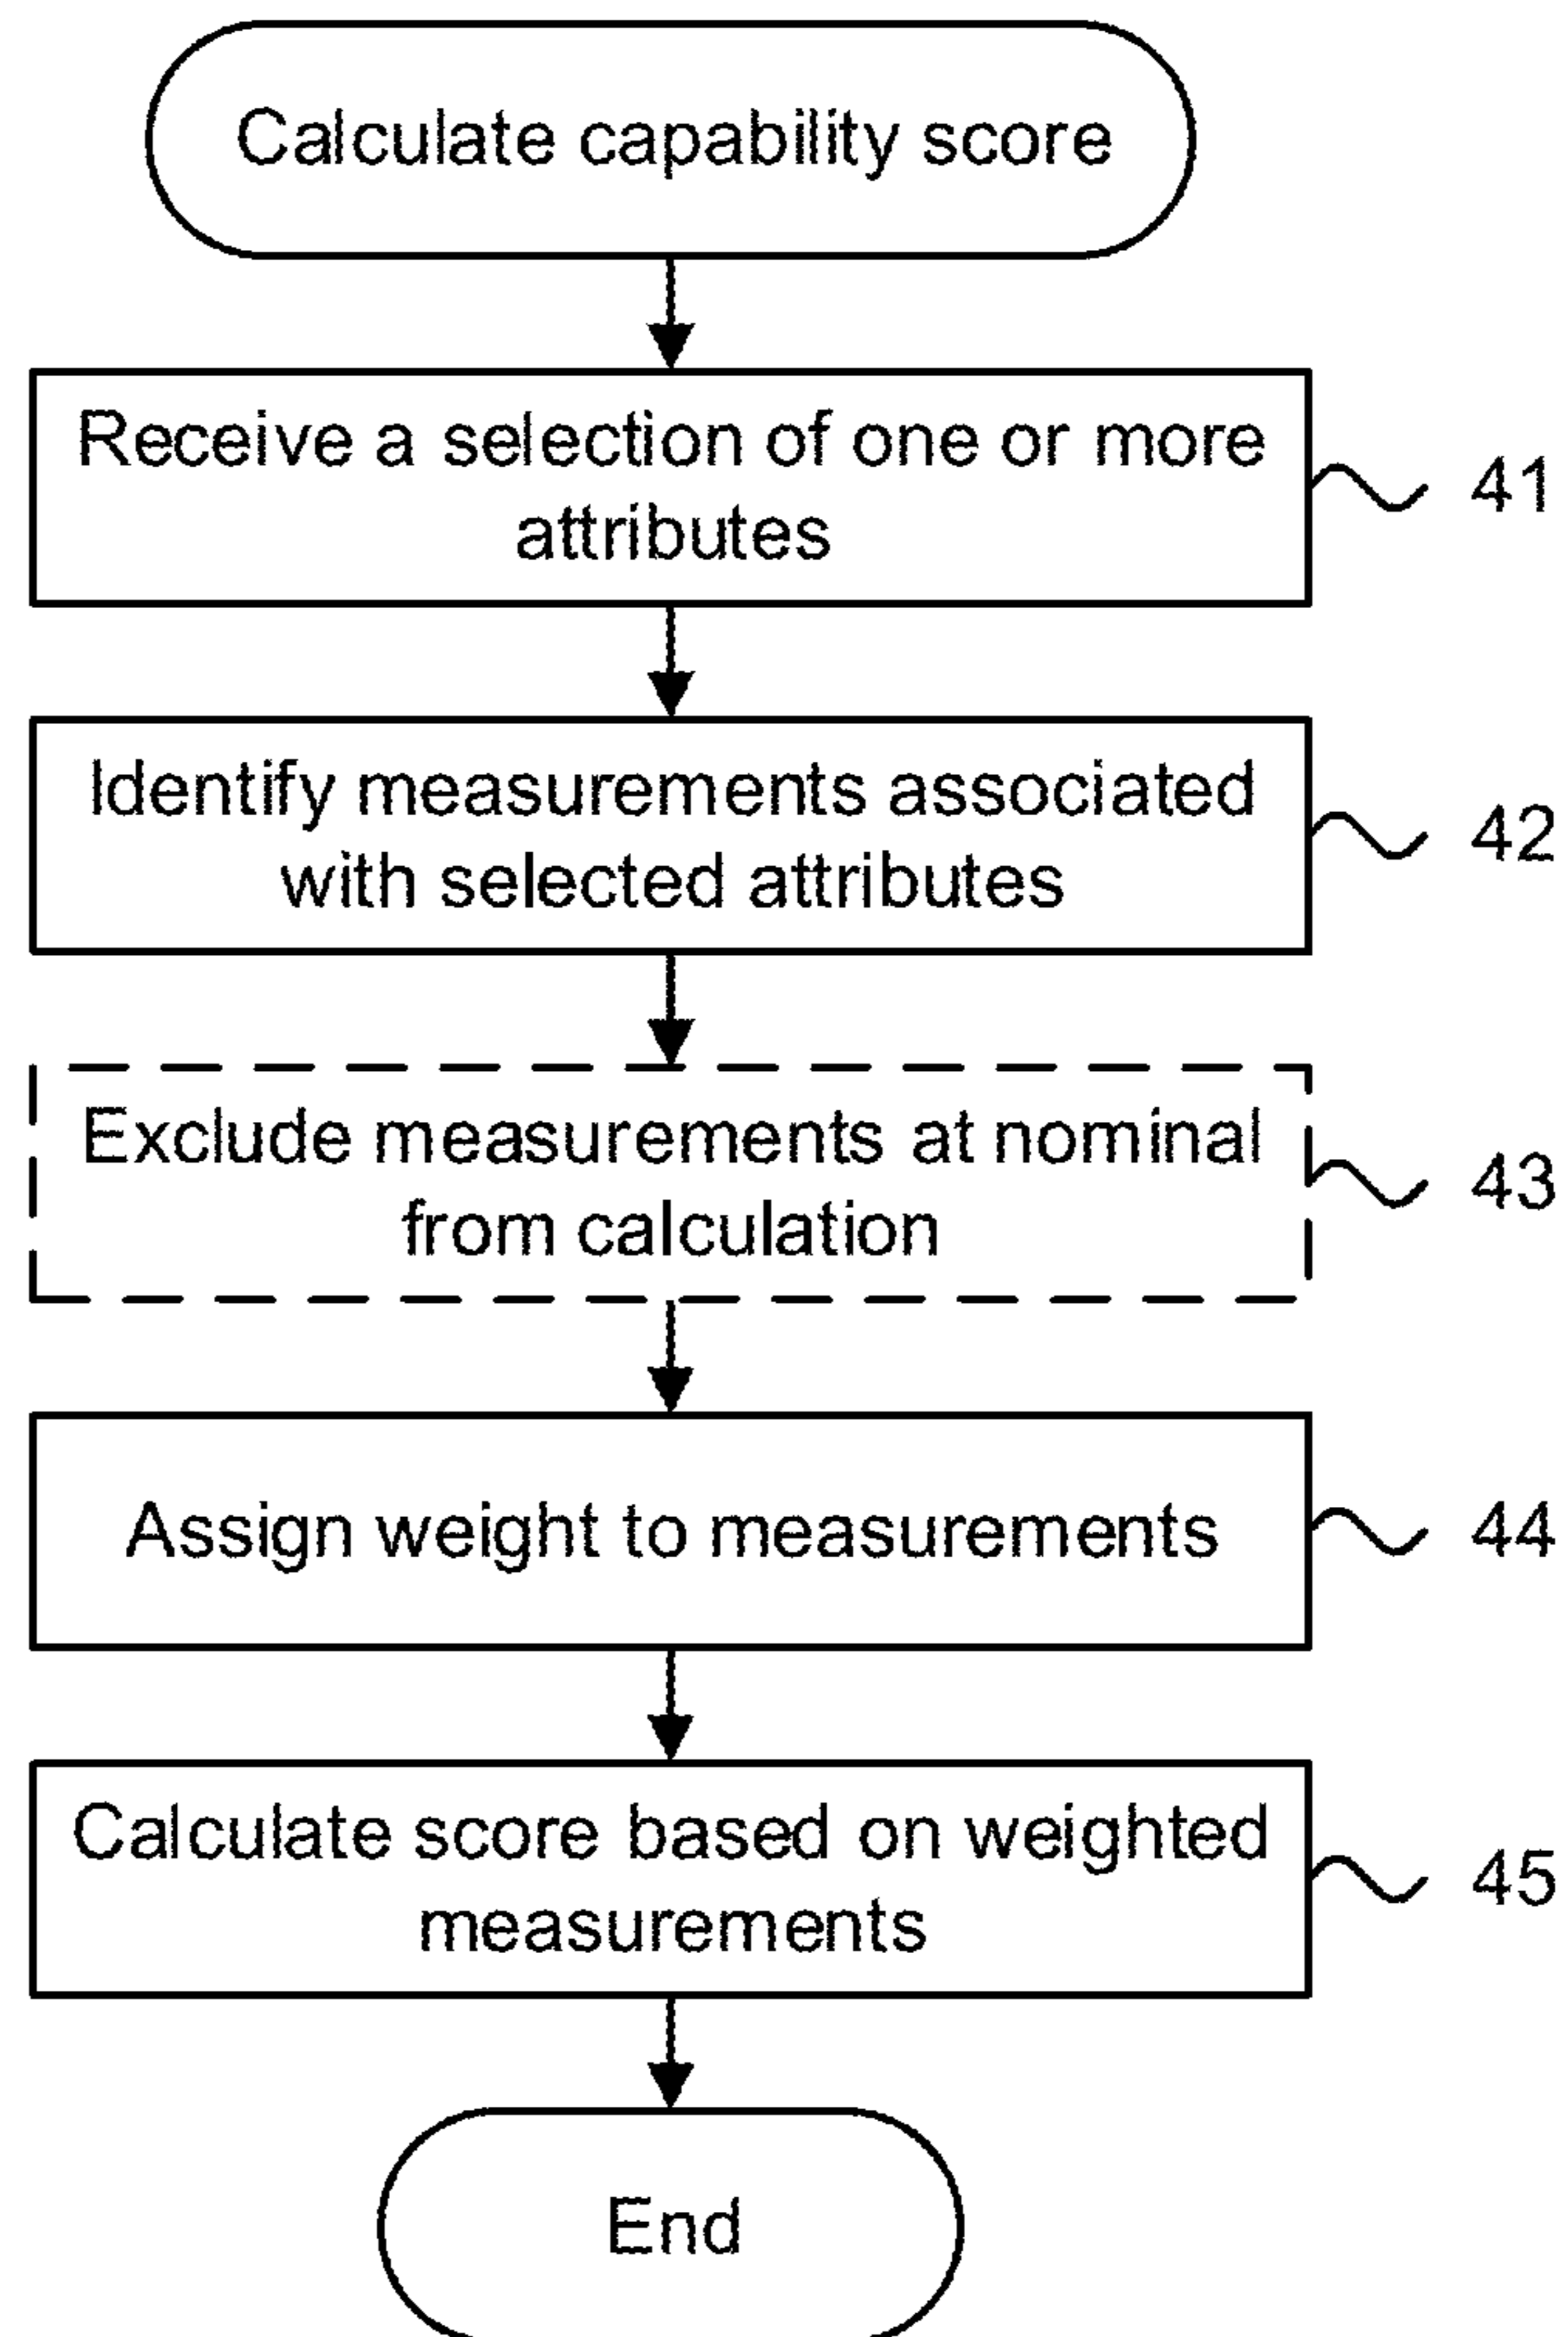 Calculate capability score
Receive a selection of one or more
attributes
41
Identify measurements associated
with selected attributes
42
Exclude measurements at nominal
from calculation
43
Assign weight to measurements
44
Calculate score based on weighted
measurements
45
End